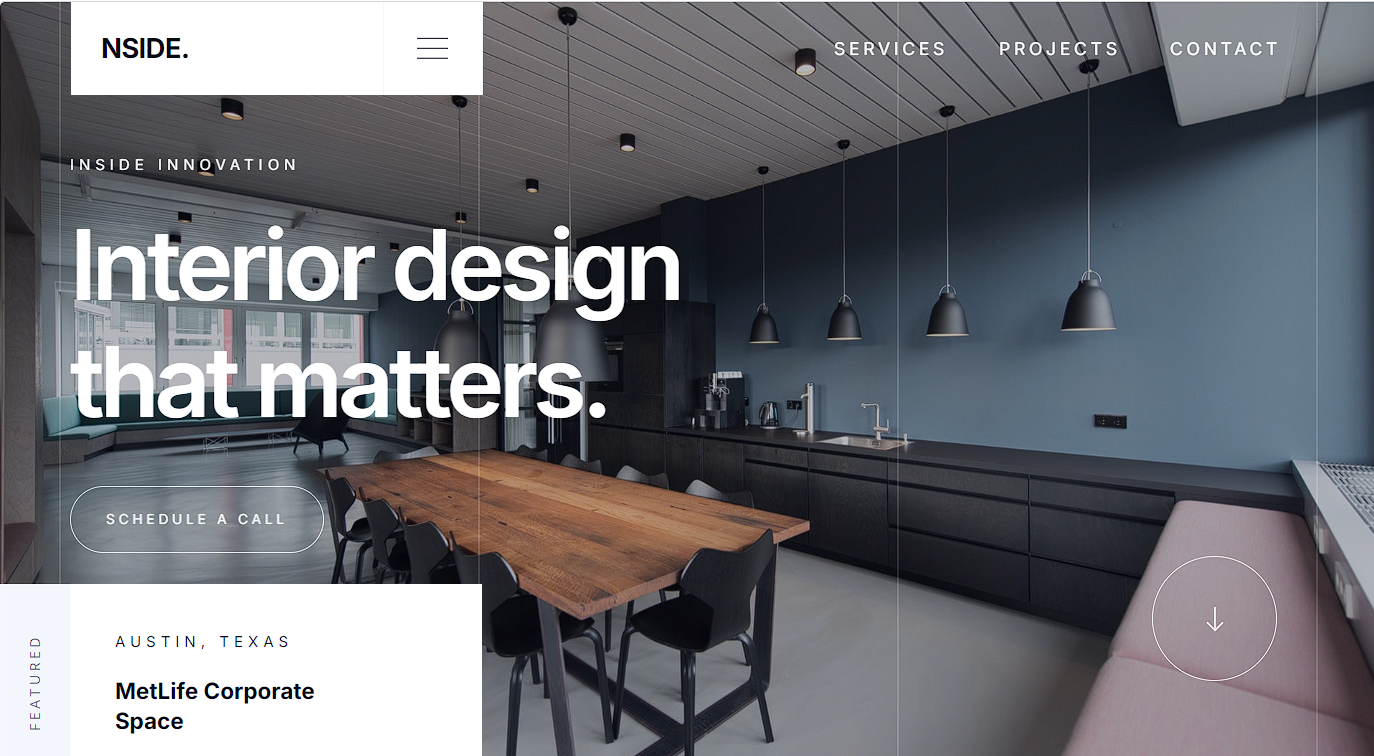 NSIDE.
SERVICES
PROJECTS
CONTACT
INSIDE INNOVATION
Interior design
that matters.
SCHEDULE A CALL
FEATURED
AUSTIN, TEXAS
MetLife Corporate
Space